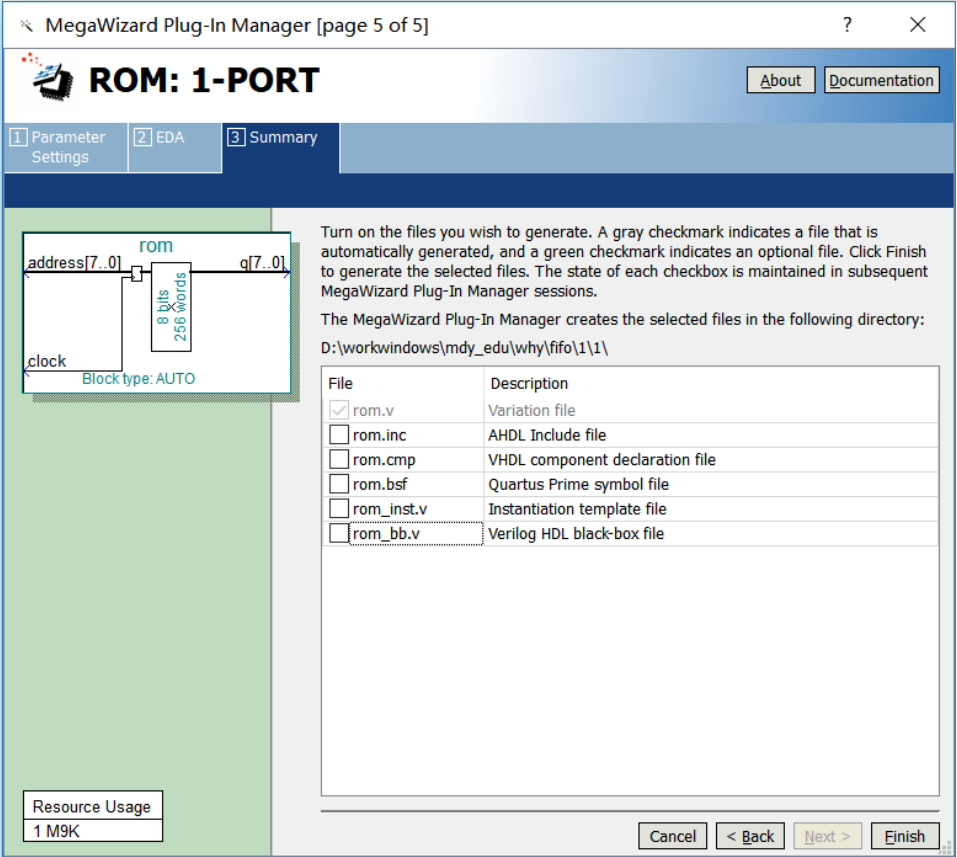 MegaWizard Plug-In Manager [page 5 of 5]
?
ROM: 1-PORT
About
Documentation
1 Parameter Settings
2 EDA
3 Summary
rom
address[7..0]
q[7..0]
8 bits
256 words
clock
Block type: AUTO
Turn on the files you wish to generate. A gray checkmark indicates a file that is
automatically generated, and a green checkmark indicates an optional file. Click Finish
to generate the selected files. The state of each checkbox is maintained in subsequent
MegaWizard Plug-In Manager sessions.
The MegaWizard Plug-In Manager creates the selected files in the following directory:
D:\workwindows\mdy_edu\why\fifo\1\1\
File Description
rom.v Variation file
rom.inc AHDL Include file
rom.cmp VHDL component declaration file
rom.bsf Quartus Prime symbol file
rom_inst.v Instantiation template file
rom_bb.v Verilog HDL black-box file
Resource Usage
1 M9K
Cancel
< Back
Next >
Finish